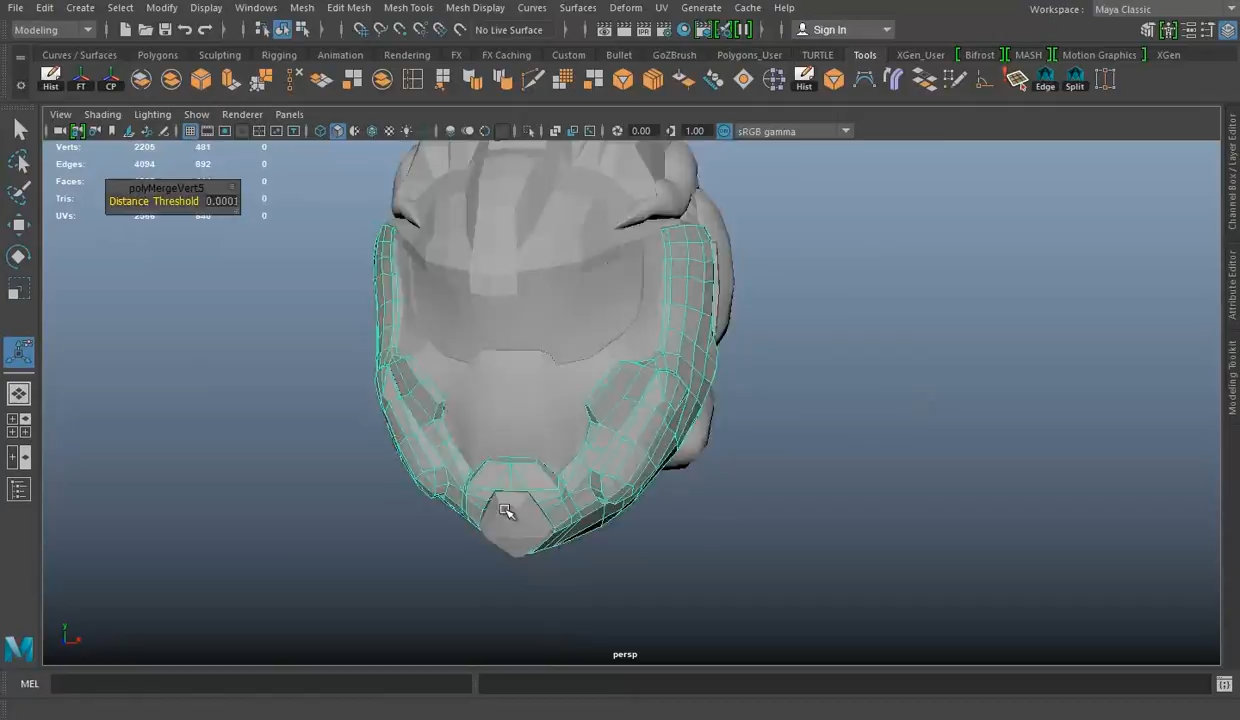 File Edit Create Select Modify Display Windows Mesh Edit Mesh Mesh Tools Mesh Display Curves Surfaces Deform UV Generate Cache Help Workspace : Maya Classic
Modeling No Live Surface Sign In
Curves / Surfaces Polygons Sculpting Rigging Animation Rendering FX FX Caching Custom Bullet GoZBrush Polygons_User TURTLE Tools XGen_User Bifrost MASH Motion Graphics XGen
Hist FT CP Hist Edge Split
View Shading Lighting Show Renderer Panels
0.00 1.00 sRGB gamma
Verts: 2205 481 0
Edges: 4094 892 0
Faces: 0
polyMergeVert5
Tris: 0
Distance Threshold 0.0001
UVs: 0
Channel Box / Layer Editor
Attribute Editor
Modeling Toolkit
y
x
persp
MEL